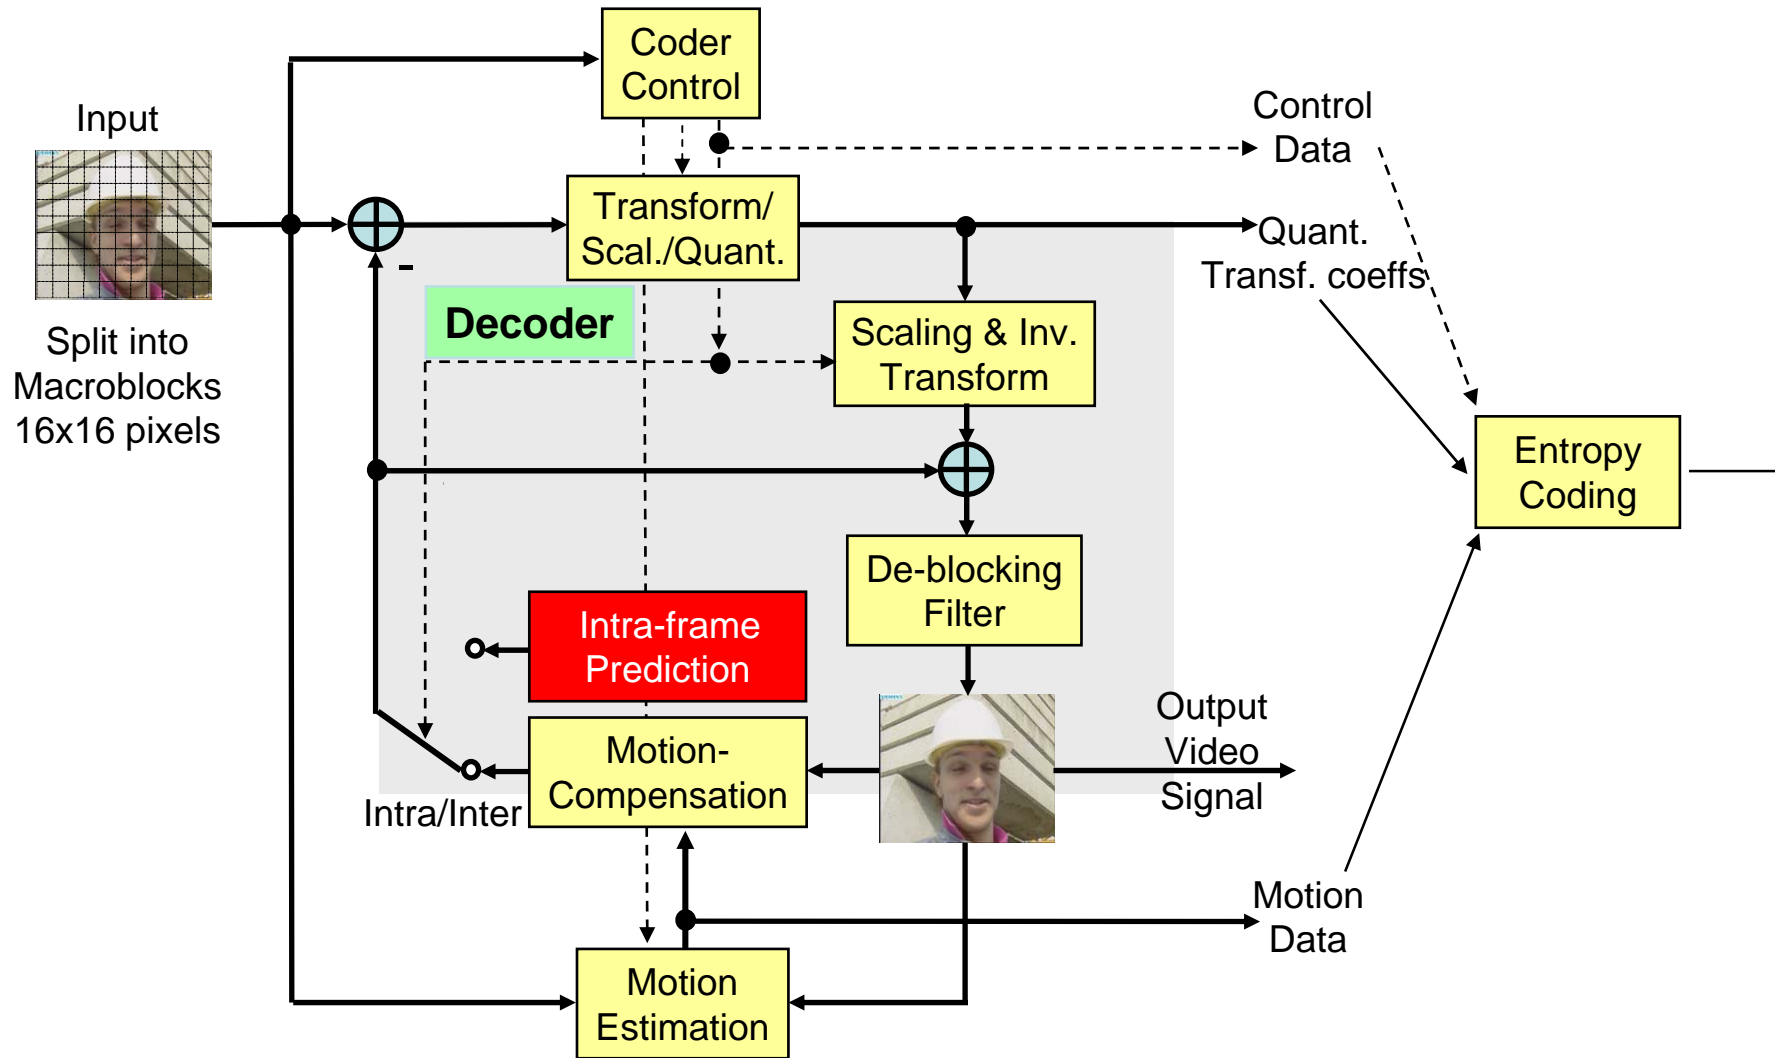 Coder
Control
Input
Control
Data
Transform/
Scal./Quant.
Quant.
Transf. coeffs
-
Decoder
Scaling & Inv.
Transform
Split into
Macroblocks
16x16 pixels
Entropy
Coding
De-blocking
Filter
Intra-frame
Prediction
Motion-
Compensation
Output
Video
Signal
Intra/Inter
Motion
Data
Motion
Estimation